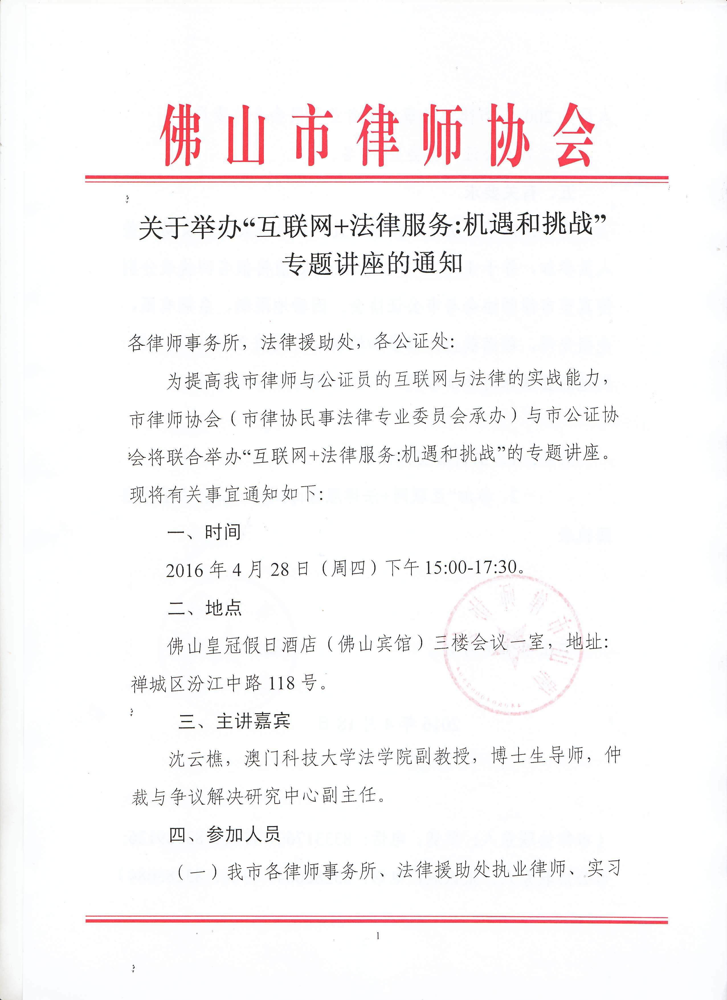 佛山市律师协会
关于举办“互联网+法律服务:机遇和挑战”
专题讲座的通知
各律师事务所，法律援助处，各公证处：
为提高我市律师与公证员的互联网与法律的实战能力，
市律师协会（市律协民事法律专业委员会承办）与市公证协
会将联合举办“互联网+法律服务:机遇和挑战”的专题讲座。
现将有关事宜通知如下：
一、时间
2016 年 4 月 28 日（周四）下午 15:00-17:30。
二、地点
佛山皇冠假日酒店（佛山宾馆）三楼会议一室，地址：
禅城区汾江中路 118 号。
三、主讲嘉宾
沈云樵，澳门科技大学法学院副教授，博士生导师，仲
裁与争议解决研究中心副主任。
四、参加人员
（一）我市各律师事务所、法律援助处执业律师、实习
1